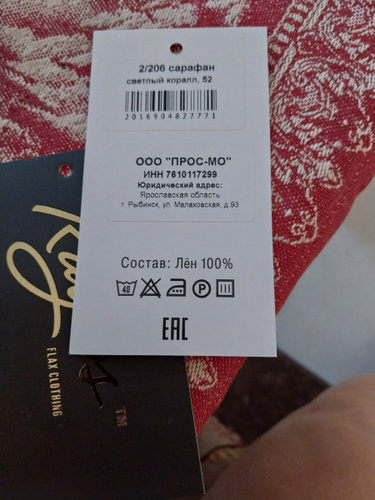 2/206 сарафан
светлый коралл, 52
2016904827771
ООО "ПРОС-МО"
ИНН 7610117299
Юридический адрес:
Ярославская область
г. Рыбинск, ул. Малаховская, д.93
Состав: Лён 100%
40
P
EAC
FLAX CLOTHING
TM